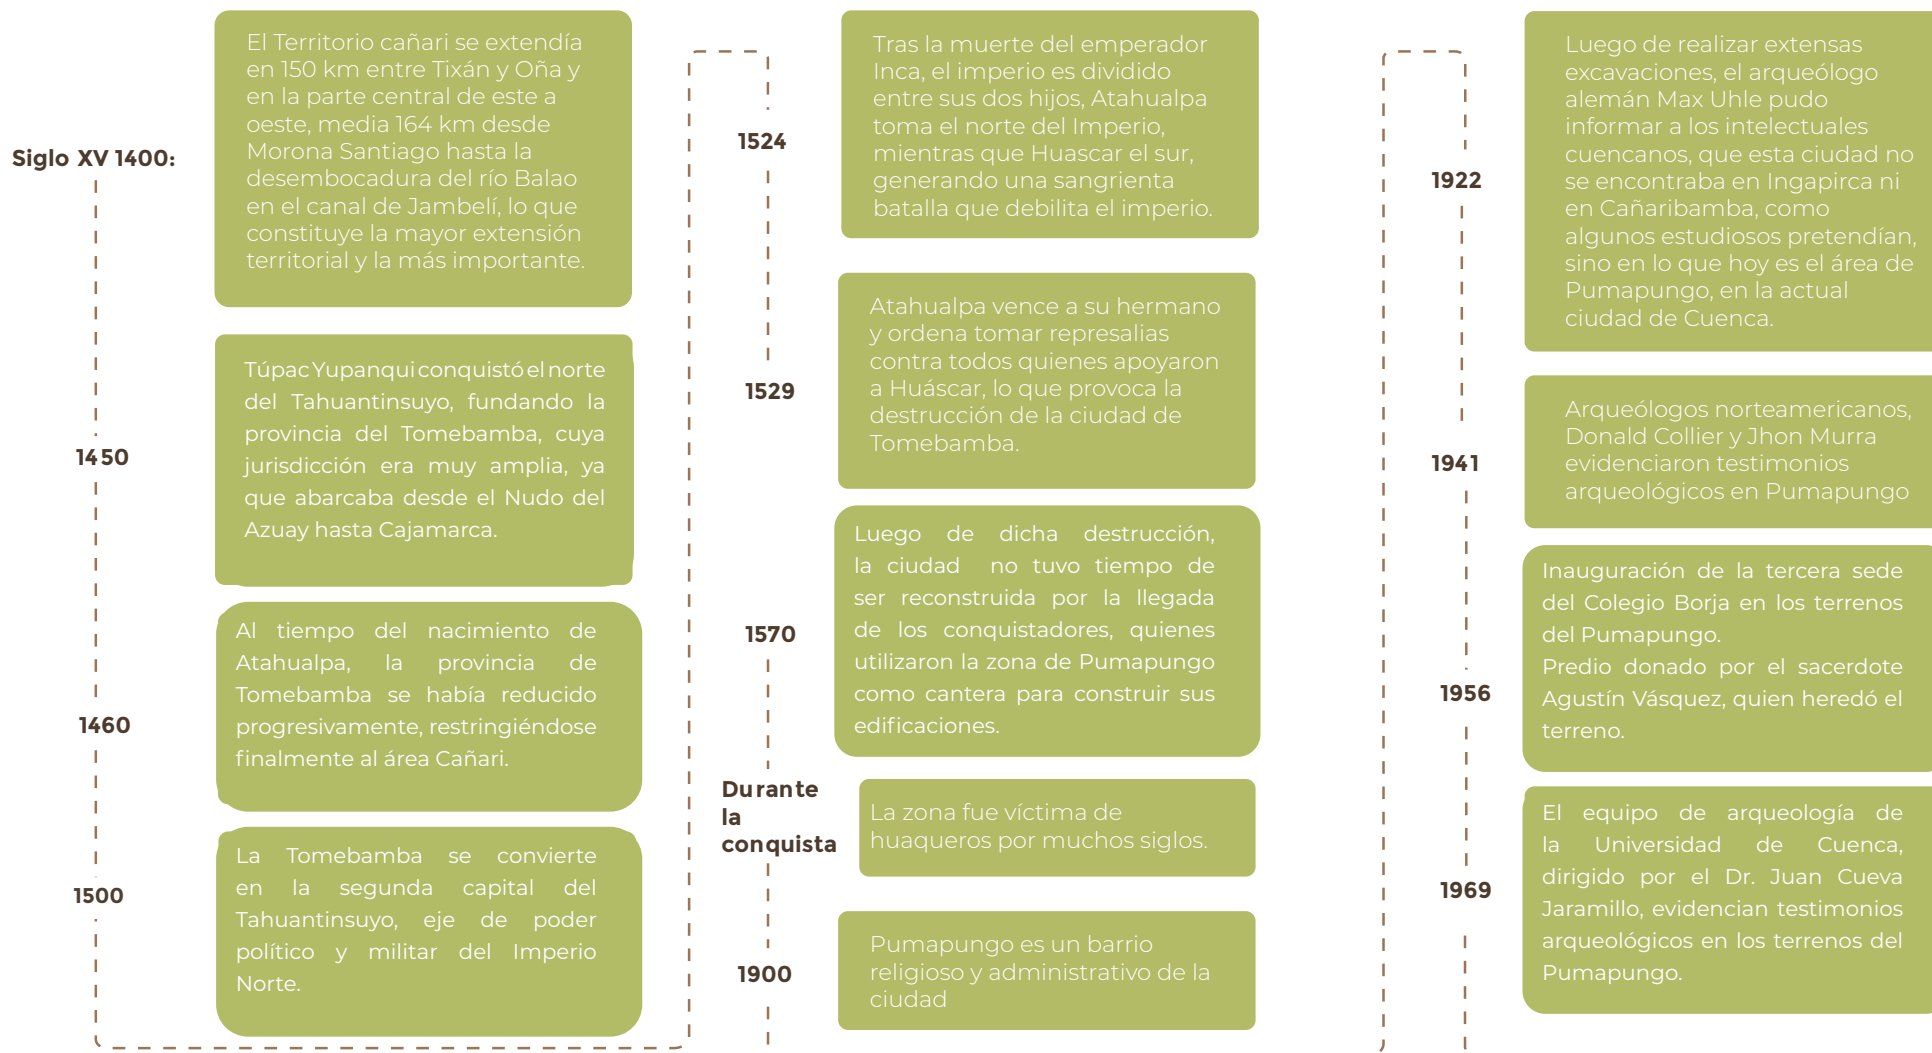 Siglo XV 1400:
El Territorio cañari se extendía
en 150 km entre Tixán y Oña y
en la parte central de este a
oeste, media 164 km desde
Morona Santiago hasta la
desembocadura del río Balao
en el canal de Jambelí, lo que
constituye la mayor extensión
territorial y la más importante.
1450
Túpac Yupanqui conquistó el norte
del Tahuantinsuyo, fundando la
provincia del Tomebamba, cuya
jurisdicción era muy amplia, ya
que abarcaba desde el Nudo del
Azuay hasta Cajamarca.
1460
Al tiempo del nacimiento de
Atahualpa, la provincia de
Tomebamba se había reducido
progresivamente, restringiéndose
finalmente al área Cañari.
1500
La Tomebamba se convierte
en la segunda capital del
Tahuantinsuyo, eje de poder
político y militar del Imperio
Norte.
1524
Tras la muerte del emperador
Inca, el imperio es dividido
entre sus dos hijos, Atahualpa
toma el norte del Imperio,
mientras que Huascar el sur,
generando una sangrienta
batalla que debilita el imperio.
1529
Atahualpa vence a su hermano
y ordena tomar represalias
contra todos quienes apoyaron
a Huáscar, lo que provoca la
destrucción de la ciudad de
Tomebamba.
1570
Luego de dicha destrucción,
la ciudad no tuvo tiempo de
ser reconstruida por la llegada
de los conquistadores, quienes
utilizaron la zona de Pumapungo
como cantera para construir sus
edificaciones.
Durante
la
conquista
La zona fue víctima de
huaqueros por muchos siglos.
1900
Pumapungo es un barrio
religioso y administrativo de la
ciudad
1922
Luego de realizar extensas
excavaciones, el arqueólogo
alemán Max Uhle pudo
informar a los intelectuales
cuencanos, que esta ciudad no
se encontraba en Ingapirca ni
en Cañaribamba, como
algunos estudiosos pretendían,
sino en lo que hoy es el área de
Pumapungo, en la actual
ciudad de Cuenca.
1941
Arqueólogos norteamericanos,
Donald Collier y Jhon Murra
evidenciaron testimonios
arqueológicos en Pumapungo
1956
Inauguración de la tercera sede
del Colegio Borja en los terrenos
del Pumapungo.
Predio donado por el sacerdote
Agustín Vásquez, quien heredó el
terreno.
1969
El equipo de arqueología de
la Universidad de Cuenca,
dirigido por el Dr. Juan Cueva
Jaramillo, evidencian testimonios
arqueológicos en los terrenos del
Pumapungo.